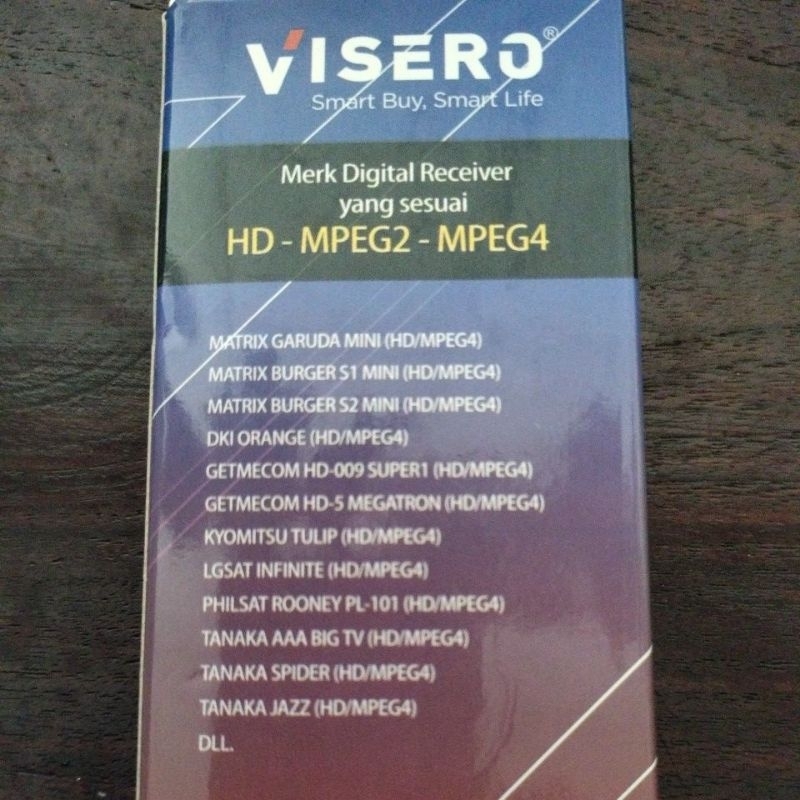 VISERO®
Smart Buy, Smart Life
Merk Digital Receiver
yang sesuai
HD - MPEG2 - MPEG4
MATRIX GARUDA MINI (HD/MPEG4)
MATRIX BURGER S1 MINI (HD/MPEG4)
MATRIX BURGER S2 MINI (HD/MPEG4)
DKI ORANGE (HD/MPEG4)
GETMECOM HD-009 SUPER1 (HD/MPEG4)
GETMECOM HD-5 MEGATRON (HD/MPEG4)
KYOMITSU TULIP (HD/MPEG4)
LGSAT INFINITE (HD/MPEG4)
PHILSAT ROONEY PL-101 (HD/MPEG4)
TANAKA AAA BIG TV (HD/MPEG4)
TANAKA SPIDER (HD/MPEG4)
TANAKA JAZZ (HD/MPEG4)
DLL.